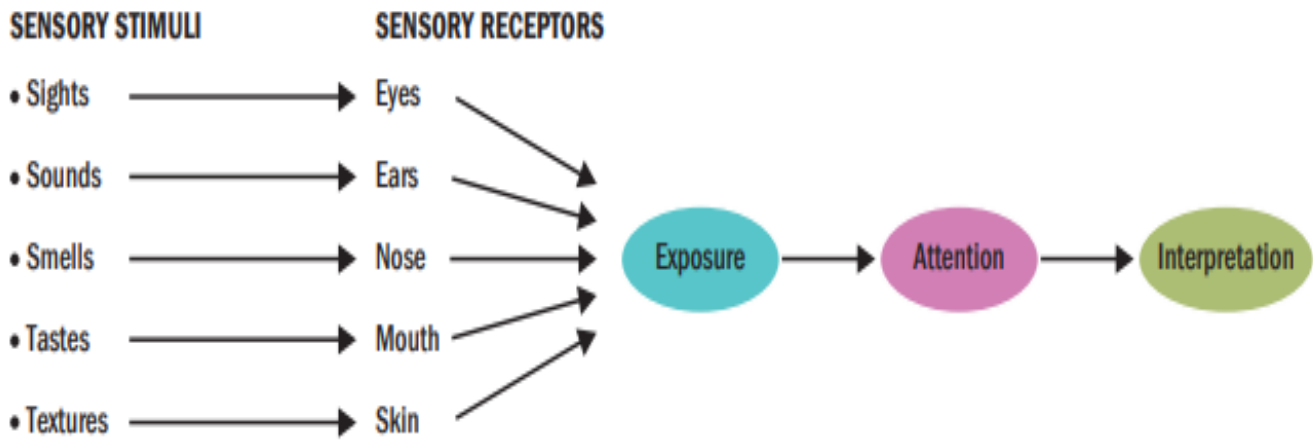 SENSORY STIMULI SENSORY RECEPTORS
• Sights Eyes
• Sounds Ears
• Smells Nose Exposure Attention Interpretation
• Tastes Mouth
• Textures Skin